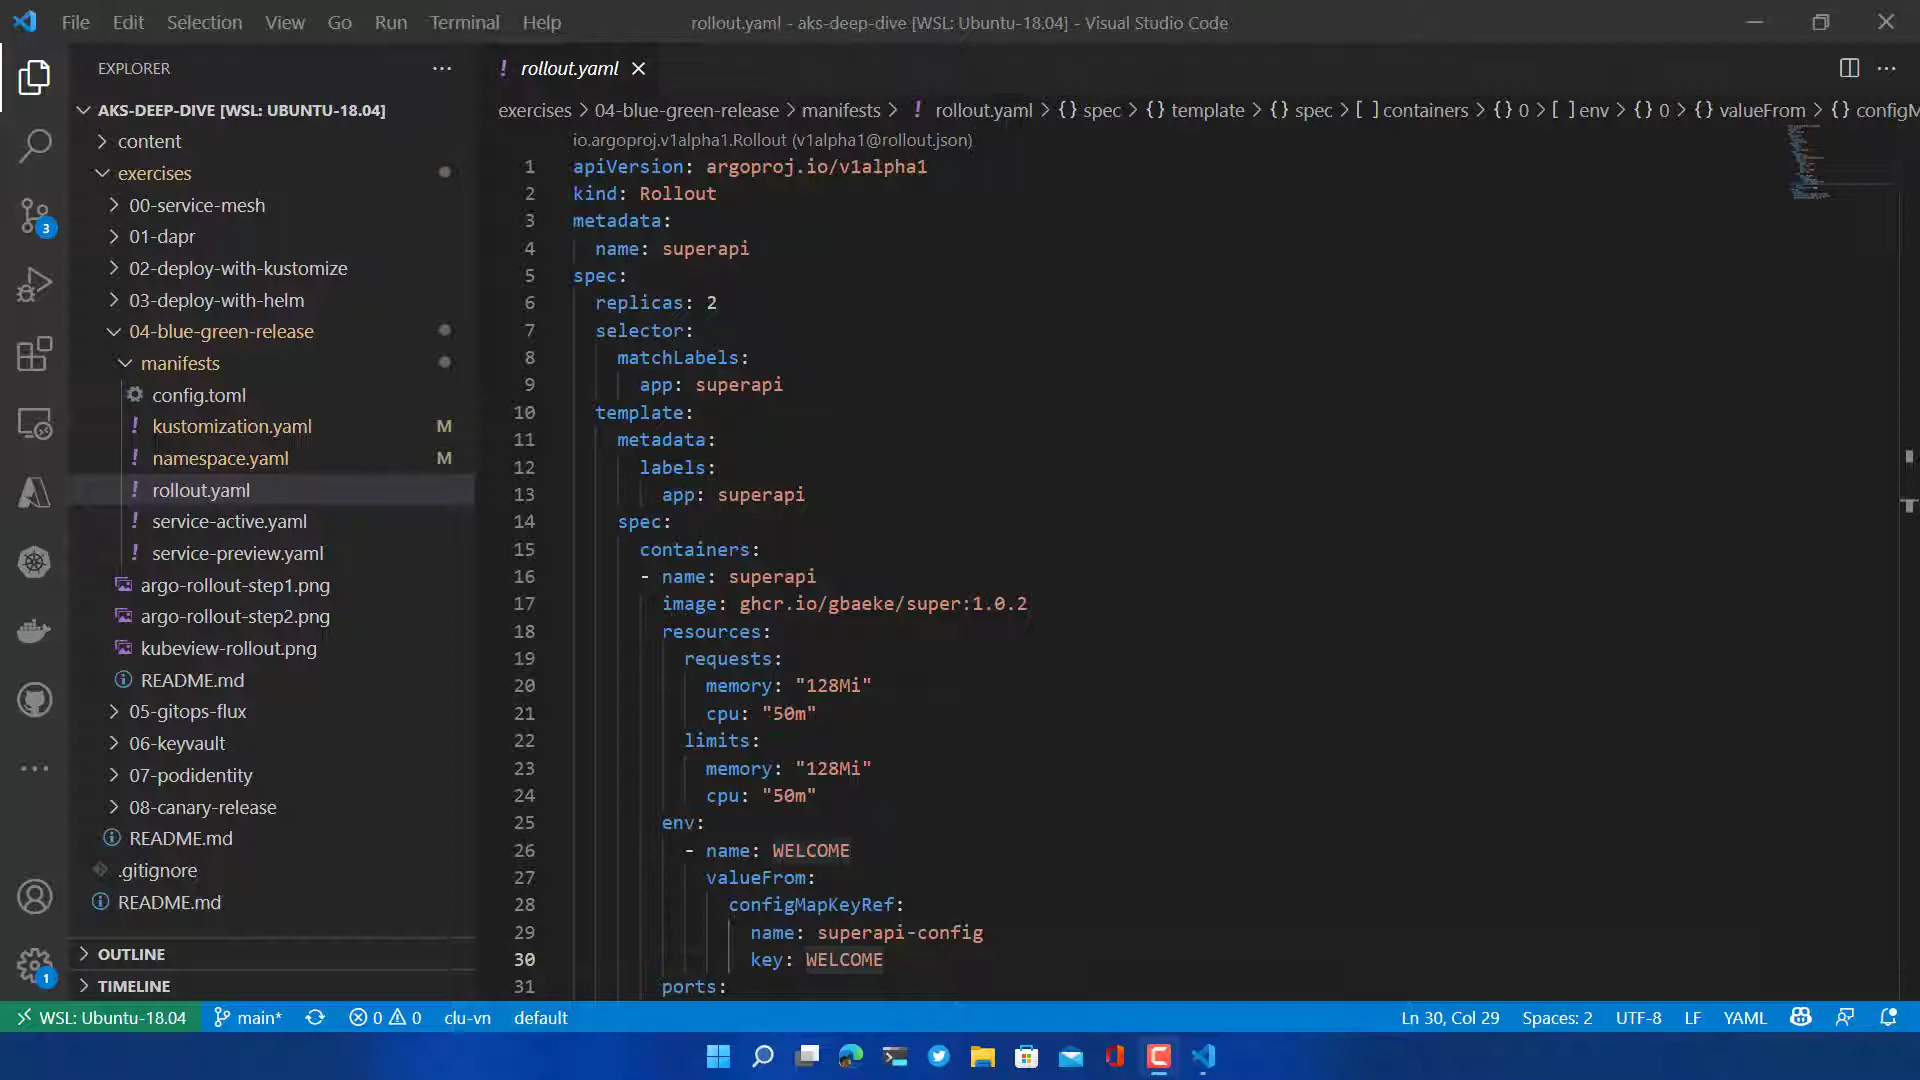 File Edit Selection View Go Run Terminal Help
rollout.yaml - aks-deep-dive [WSL: Ubuntu-18.04] - Visual Studio Code
EXPLORER
AKS-DEEP-DIVE [WSL: UBUNTU-18.04]
content
exercises
00-service-mesh
01-dapr
02-deploy-with-kustomize
03-deploy-with-helm
04-blue-green-release
manifests
config.toml
kustomization.yaml M
namespace.yaml M
rollout.yaml
service-active.yaml
service-preview.yaml
argo-rollout-step1.png
argo-rollout-step2.png
kubeview-rollout.png
README.md
05-gitops-flux
06-keyvault
07-podidentity
08-canary-release
README.md
.gitignore
README.md
OUTLINE
TIMELINE
3
1
! rollout.yaml
exercises > 04-blue-green-release > manifests > ! rollout.yaml > {} spec > {} template > {} spec > [ ] containers > {} 0 > [ ] env > {} 0 > {} valueFrom > {} configM
io.argoproj.v1alpha1.Rollout (v1alpha1@rollout.json)
1 apiVersion: argoproj.io/v1alpha1
2 kind: Rollout
3 metadata:
4 name: superapi
5 spec:
6 replicas: 2
7 selector:
8 matchLabels:
9 app: superapi
10 template:
11 metadata:
12 labels:
13 app: superapi
14 spec:
15 containers:
16 - name: superapi
17 image: ghcr.io/gbaeke/super:1.0.2
18 resources:
19 requests:
20 memory: "128Mi"
21 cpu: "50m"
22 limits:
23 memory: "128Mi"
24 cpu: "50m"
25 env:
26 - name: WELCOME
27 valueFrom:
28 configMapKeyRef:
29 name: superapi-config
30 key: WELCOME
31 ports:
WSL: Ubuntu-18.04 main* 0 0 clu-vn default
Ln 30, Col 29 Spaces: 2 UTF-8 LF YAML